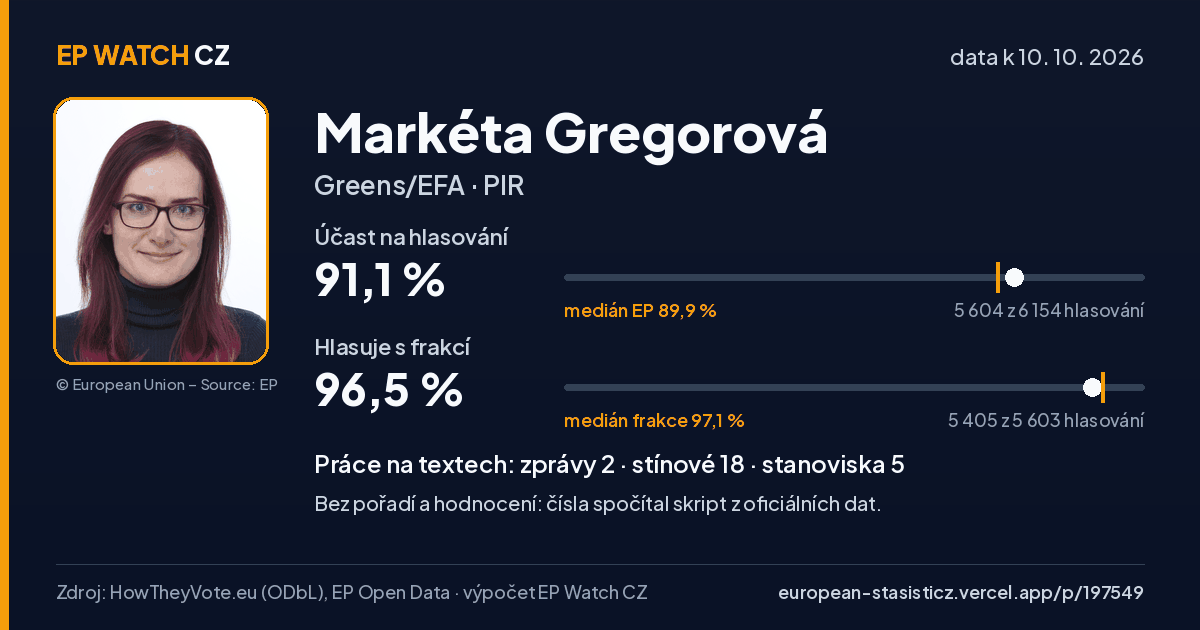 EP WATCH CZ
data k 10. 10. 2026
Markéta Gregorová
Greens/EFA · PIR
Účast na hlasování
91,1 %
medián EP 89,9 %
5 604 z 6 154 hlasování
Hlasuje s frakcí
96,5 %
medián frakce 97,1 %
5 405 z 5 603 hlasování
© European Union – Source: EP
Práce na textech: zprávy 2 · stínové 18 · stanoviska 5
Bez pořadí a hodnocení: čísla spočítal skript z oficiálních dat.
Zdroj: HowTheyVote.eu (ODbL), EP Open Data · výpočet EP Watch CZ
european-stasisticz.vercel.app/p/197549